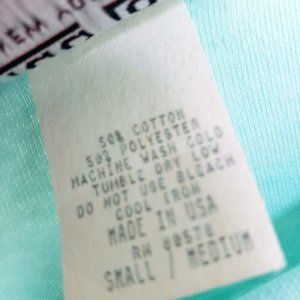 50% COTTON
50% POLYESTER
MACHINE WASH COLD
TUMBLE DRY LOW
DO NOT USE BLEACH
COOL IRON
MADE IN USA
RN 80578
SMALL / MEDIUM